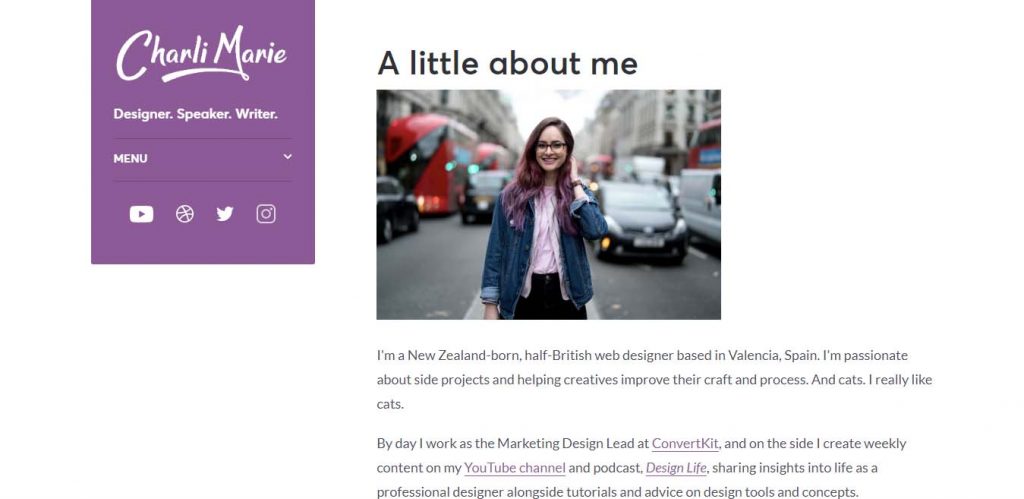 Charli Marie
Designer. Speaker. Writer.
MENU
A little about me
I'm a New Zealand-born, half-British web designer based in Valencia, Spain. I'm passionate
about side projects and helping creatives improve their craft and process. And cats. I really like
cats.
By day I work as the Marketing Design Lead at ConvertKit, and on the side I create weekly
content on my YouTube channel and podcast, Design Life, sharing insights into life as a
professional designer alongside tutorials and advice on design tools and concepts.